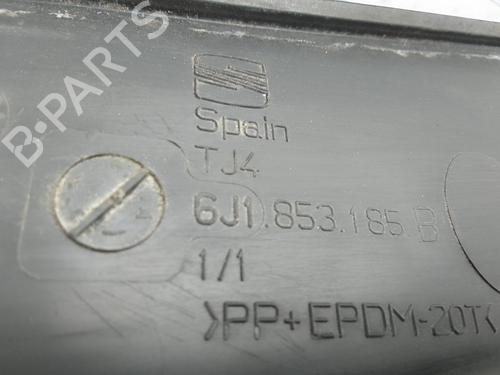 B-PARTS
Spain
TJ4
6J1.853.185.B
1/1
>PP+EPDM-20T<